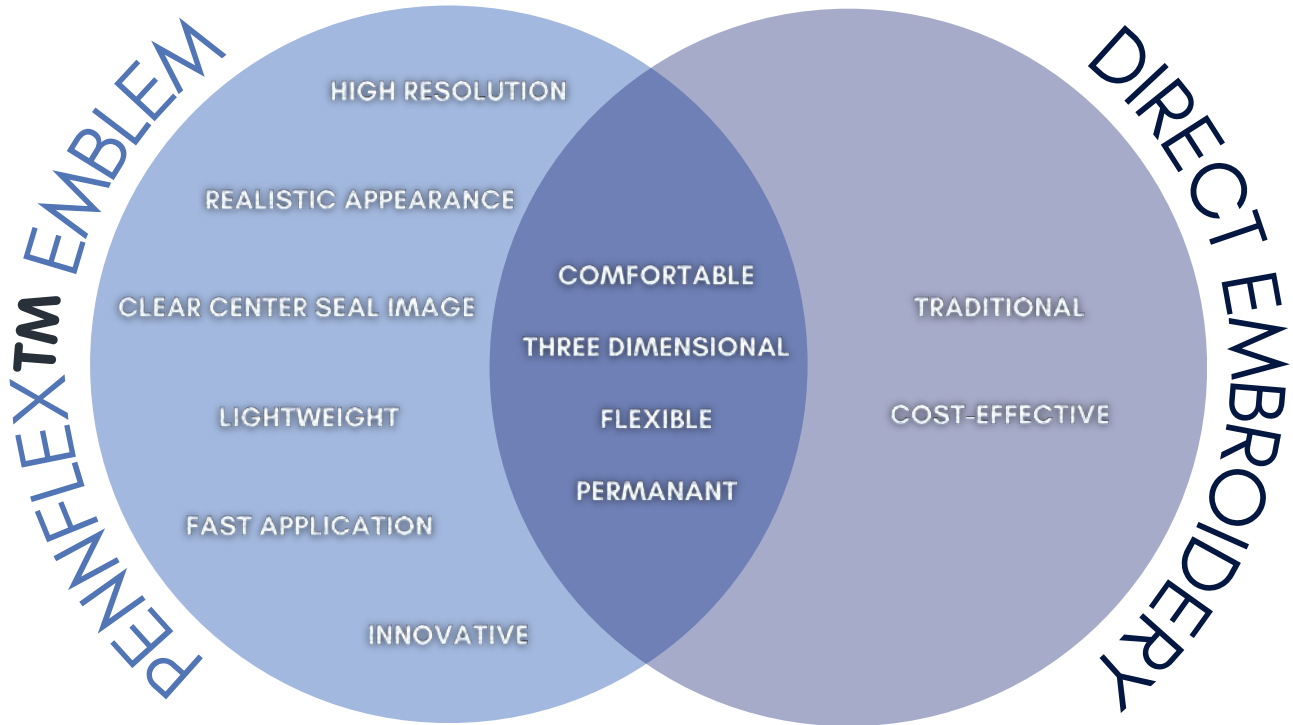 PENNFLEX™ EMBLEM
HIGH RESOLUTION
REALISTIC APPEARANCE
CLEAR CENTER SEAL IMAGE
LIGHTWEIGHT
FAST APPLICATION
INNOVATIVE
COMFORTABLE
THREE DIMENSIONAL
FLEXIBLE
PERMANANT
DIRECT EMBROIDERY
TRADITIONAL
COST-EFFECTIVE